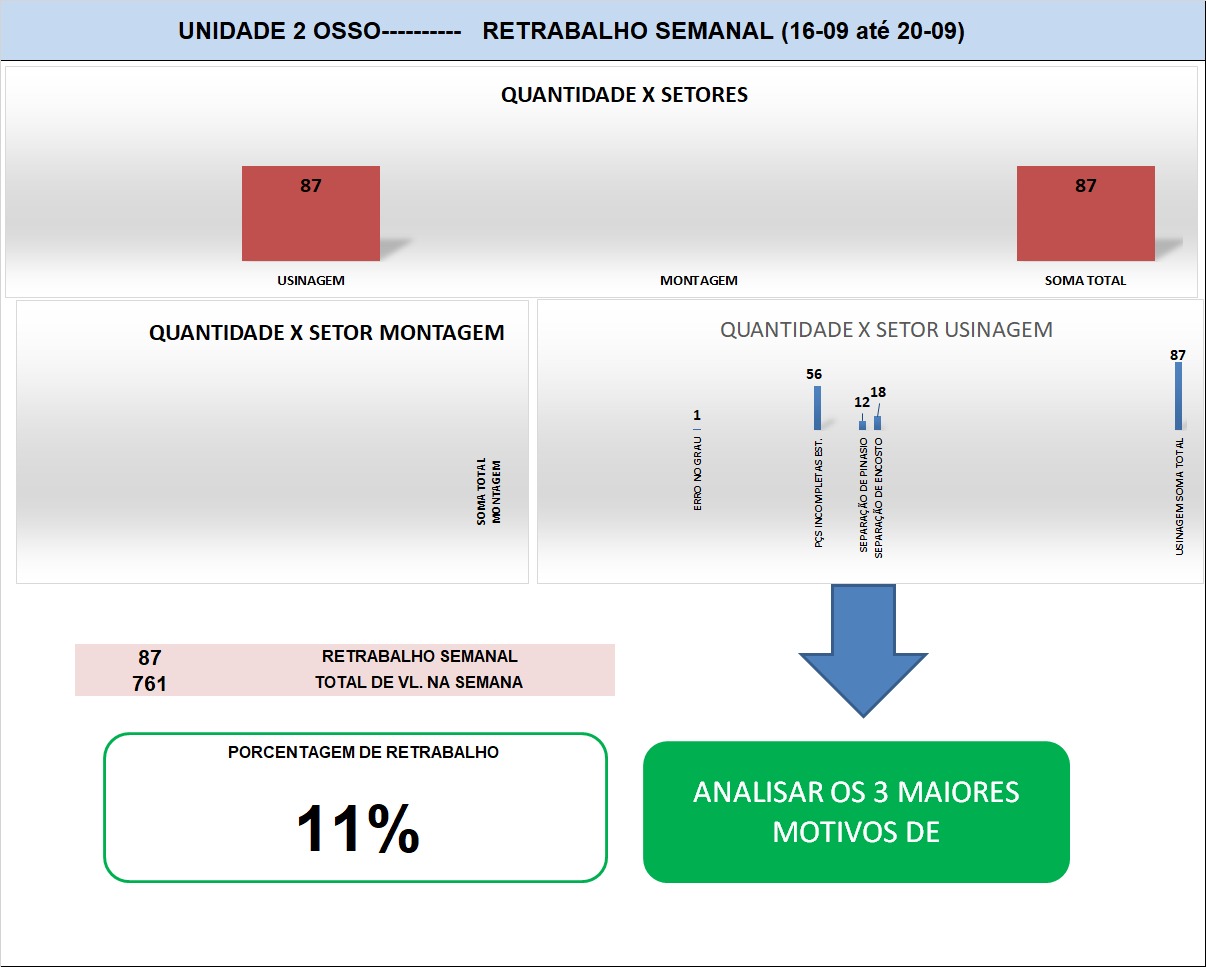 UNIDADE 2 OSSO---------- RETRABALHO SEMANAL (16-09 até 20-09)
QUANTIDADE X SETORES
87
87
USINAGEM
MONTAGEM
SOMA TOTAL
QUANTIDADE X SETOR MONTAGEM
SOMA TOTAL
MONTAGEM
QUANTIDADE X SETOR USINAGEM
1
56
12
18
87
ERRO NO GRAU
PÇS INCOMPLETAS EST.
SEPARAÇÃO DE PINASIO
SEPARAÇÃO DE ENCOSTO
USINAGEM SOMA TOTAL
87 RETRABALHO SEMANAL
761 TOTAL DE VL. NA SEMANA
PORCENTAGEM DE RETRABALHO
11%
ANALISAR OS 3 MAIORES
MOTIVOS DE